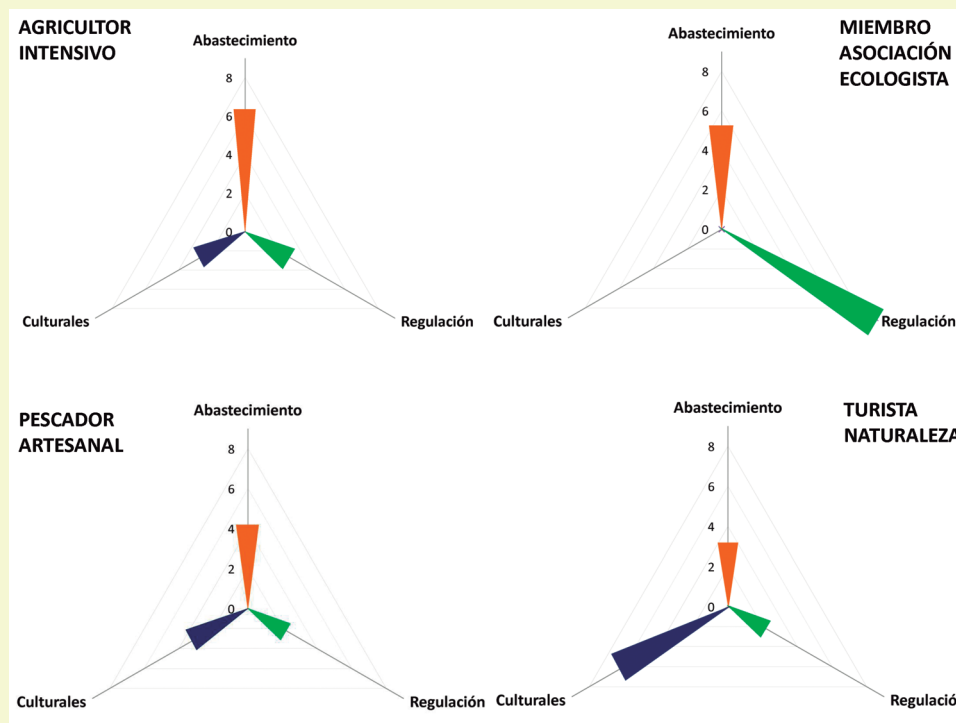 AGRICULTOR
INTENSIVO
Abastecimiento
8
6
4
2
0
Culturales
Regulación
MIEMBRO
ASOCIACIÓN
ECOLOGISTA
Abastecimiento
8
6
4
2
0
Culturales
Regulación
PESCADOR
ARTESANAL
Abastecimiento
8
6
4
2
0
Culturales
Regulación
TURISTA
NATURALEZA
Abastecimiento
8
6
4
2
0
Culturales
Regulación